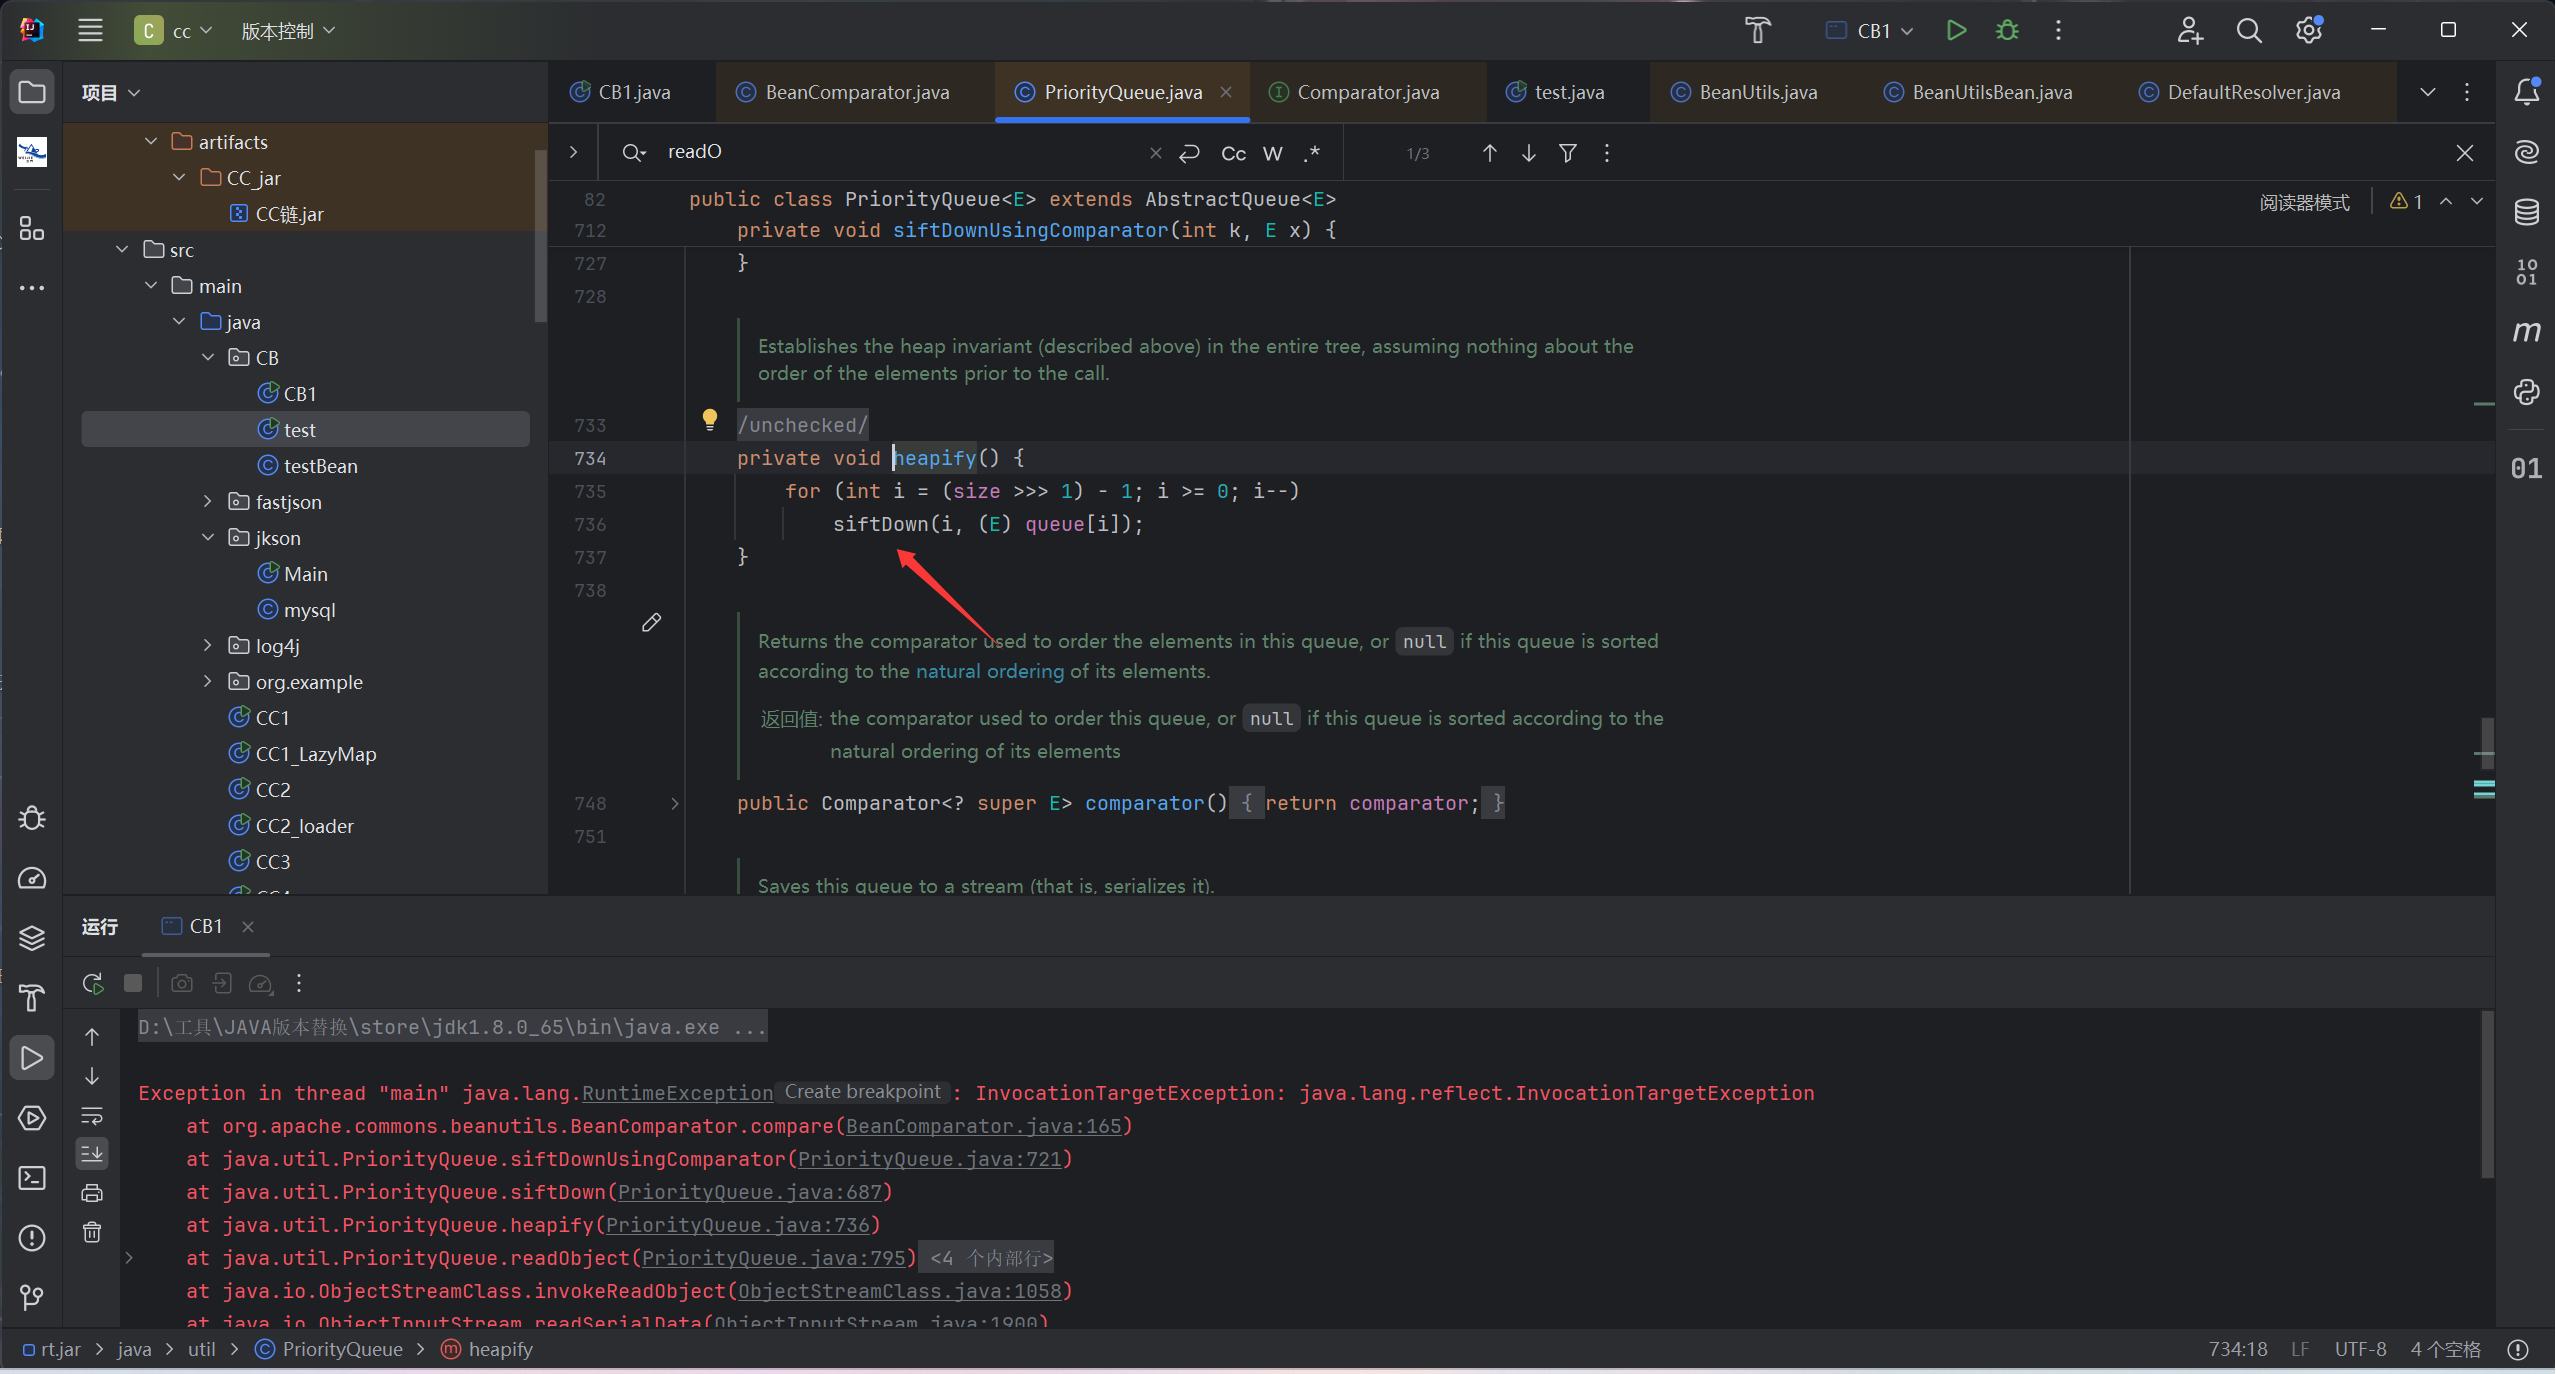 C cc 版本控制 CB1
项目
CB1.java BeanComparator.java PriorityQueue.java Comparator.java test.java BeanUtils.java BeanUtilsBean.java DefaultResolver.java
artifacts
CC_jar
CC链.jar
src
main
java
CB
CB1
test
testBean
fastjson
jkson
Main
mysql
log4j
org.example
CC1
CC1_LazyMap
CC2
CC2_loader
CC3
readO Cc W .* 1/3
82 public class PriorityQueue<E> extends AbstractQueue<E>
阅读器模式 1
712 private void siftDownUsingComparator(int k, E x) {
727 }
728
Establishes the heap invariant (described above) in the entire tree, assuming nothing about the
order of the elements prior to the call.
733 /unchecked/
734 private void heapify() {
735 for (int i = (size >>> 1) - 1; i >= 0; i--)
736 siftDown(i, (E) queue[i]);
737 }
738
Returns the comparator used to order the elements in this queue, or null if this queue is sorted
according to the natural ordering of its elements.
返回值: the comparator used to order this queue, or null if this queue is sorted according to the
natural ordering of its elements
748 public Comparator<? super E> comparator() { return comparator; }
751
Saves this queue to a stream (that is, serializes it).
10
01
m
01
运行 CB1
D:\工具\JAVA版本替换\store\jdk1.8.0_65\bin\java.exe ...
Exception in thread "main" java.lang.RuntimeException Create breakpoint : InvocationTargetException: java.lang.reflect.InvocationTargetException
at org.apache.commons.beanutils.BeanComparator.compare(BeanComparator.java:165)
at java.util.PriorityQueue.siftDownUsingComparator(PriorityQueue.java:721)
at java.util.PriorityQueue.siftDown(PriorityQueue.java:687)
at java.util.PriorityQueue.heapify(PriorityQueue.java:736)
at java.util.PriorityQueue.readObject(PriorityQueue.java:795) <4 个内部行>
at java.io.ObjectStreamClass.invokeReadObject(ObjectStreamClass.java:1058)
at java.io.ObjectInputStream.readSerialData(ObjectInputStream.java:1900)
rt.jar > java > util > PriorityQueue > heapify 734:18 LF UTF-8 4 个空格